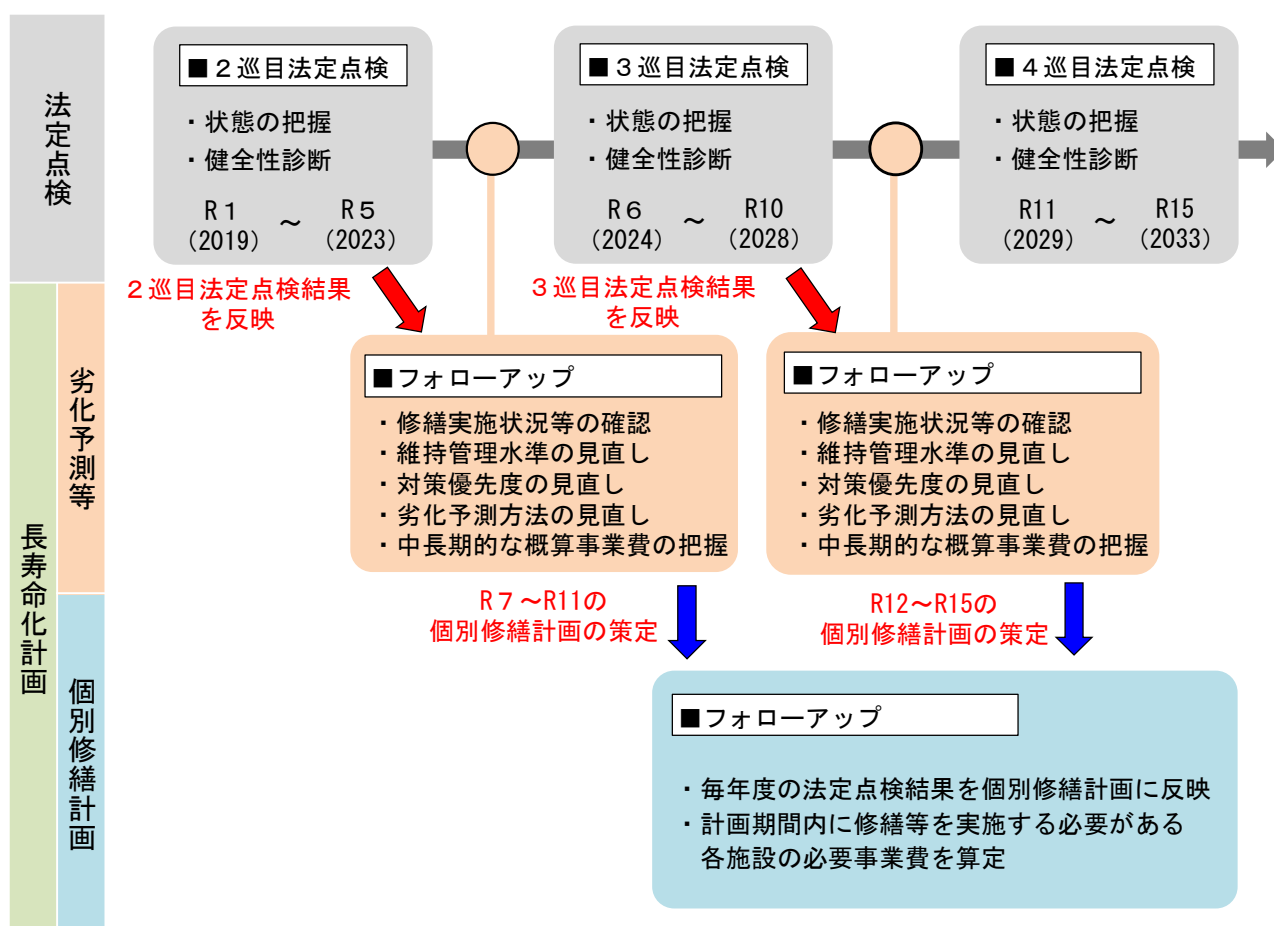 法定点検
■２巡目法定点検
・状態の把握
・健全性診断
R１ ～ R５
(2019) (2023)
■３巡目法定点検
・状態の把握
・健全性診断
R６ ～ R10
(2024) (2028)
■４巡目法定点検
・状態の把握
・健全性診断
R11 ～ R15
(2029) (2033)
２巡目法定点検結果
を反映
３巡目法定点検結果
を反映
長寿命化計画
劣化予測等
■フォローアップ
・修繕実施状況等の確認
・維持管理水準の見直し
・対策優先度の見直し
・劣化予測方法の見直し
・中長期的な概算事業費の把握
■フォローアップ
・修繕実施状況等の確認
・維持管理水準の見直し
・対策優先度の見直し
・劣化予測方法の見直し
・中長期的な概算事業費の把握
R７～R11の
個別修繕計画の策定
R12～R15の
個別修繕計画の策定
個別修繕計画
■フォローアップ
・毎年度の法定点検結果を個別修繕計画に反映
・計画期間内に修繕等を実施する必要がある
各施設の必要事業費を算定